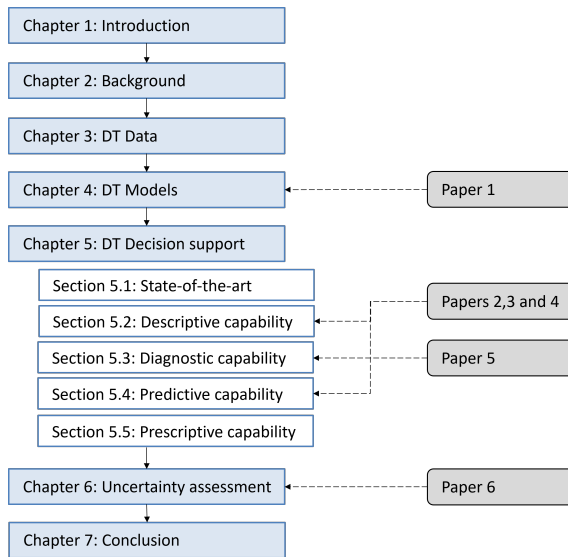 Chapter 1: Introduction
Chapter 2: Background
Chapter 3: DT Data
Chapter 4: DT Models
Paper 1
Chapter 5: DT Decision support
Section 5.1: State-of-the-art
Papers 2,3 and 4
Section 5.2: Descriptive capability
Section 5.3: Diagnostic capability
Paper 5
Section 5.4: Predictive capability
Section 5.5: Prescriptive capability
Chapter 6: Uncertainty assessment
Paper 6
Chapter 7: Conclusion